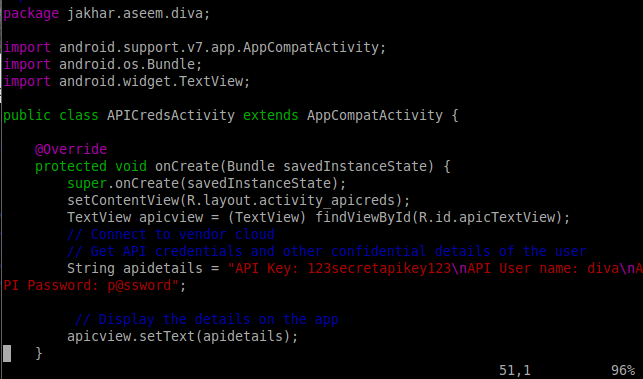 package jakhar.aseem.diva;

import android.support.v7.app.AppCompatActivity;
import android.os.Bundle;
import android.widget.TextView;

public class APICredsActivity extends AppCompatActivity {

    @Override
    protected void onCreate(Bundle savedInstanceState) {
        super.onCreate(savedInstanceState);
        setContentView(R.layout.activity_apicreds);
        TextView apicview = (TextView) findViewById(R.id.apicTextView);
        // Connect to vendor cloud
        // Get API credentials and other confidential details of the user
        String apidetails = "API Key: 123secretapikey123\nAPI User name: diva\nA
PI Password: p@ssword";

         // Display the details on the app
        apicview.setText(apidetails);
    }
51,1 96%